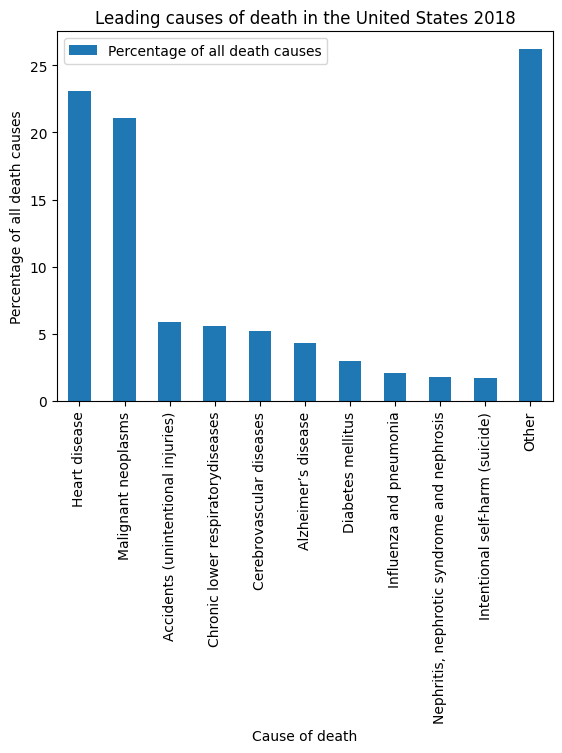 Leading causes of death in the United States 2018
Percentage of all death causes
Percentage of all death causes
25
20
15
10
5
0
Heart disease
Malignant neoplasms
Accidents (unintentional injuries)
Chronic lower respiratorydiseases
Cerebrovascular diseases
Alzheimer’s disease
Diabetes mellitus
Influenza and pneumonia
Nephritis, nephrotic syndrome and nephrosis
Intentional self-harm (suicide)
Other
Cause of death